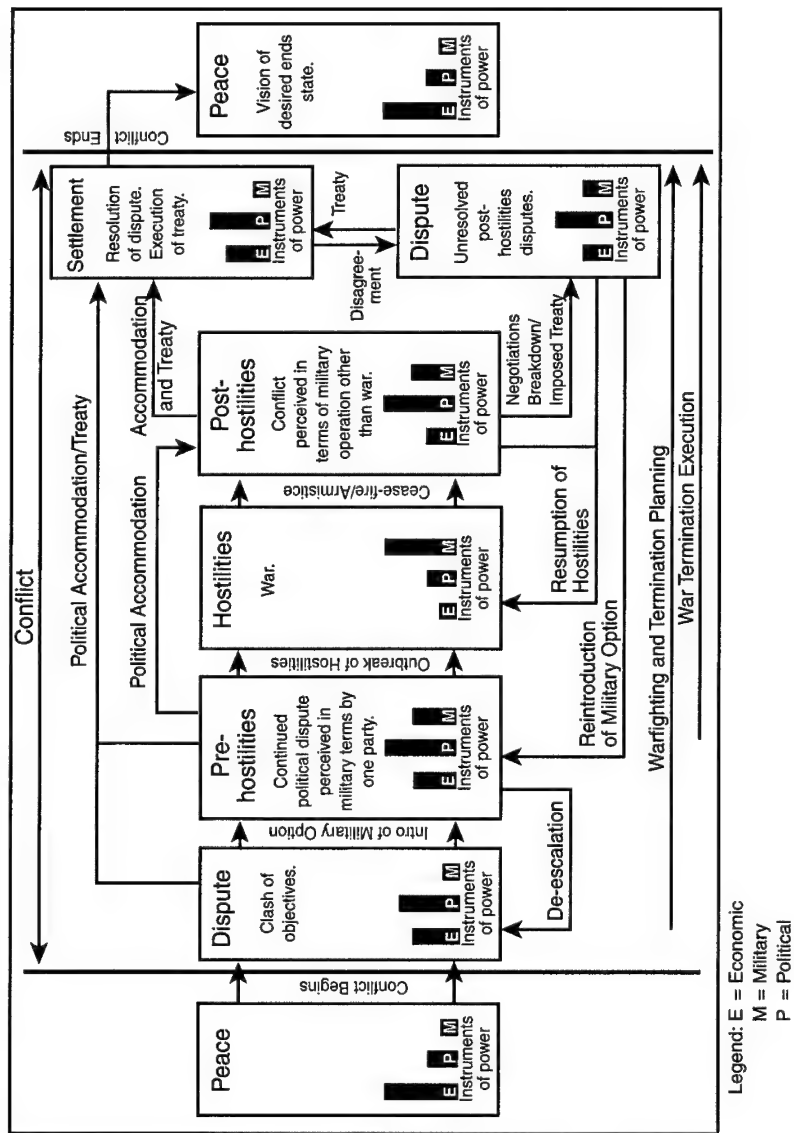 Conflict
Political Accommodation/Treaty
Political Accommodation
Accommodation
and Treaty
Peace
E P M
Instruments
of power
Conflict Begins
Dispute
Clash of
objectives.
E P M
Instruments
of power
Intro of Military Option
Pre-
hostilities
Continued
political dispute
perceived in
military terms by
one party.
E P M
Instruments
of power
De-escalation
Outbreak of Hostilities
Hostilities
War.
E P M
Instruments
of power
Cease-fire/Armistice
Post-
hostilities
Conflict
perceived in
terms of military
operation other
than war.
E P M
Instruments
of power
Settlement
Resolution
of dispute.
Execution
of treaty.
E P M
Instruments
of power
Disagree-
ment
Treaty
Dispute
Unresolved
post-
hostilities
disputes.
E P M
Instruments
of power
Negotiations
Breakdown/
Imposed Treaty
Resumption of
Hostilities
Reintroduction
of Military Option
Conflict
Ends
Peace
Vision of
desired ends
state.
E P M
Instruments
of power
Warfighting and Termination Planning
War Termination Execution
Legend: E = Economic
M = Military
P = Political